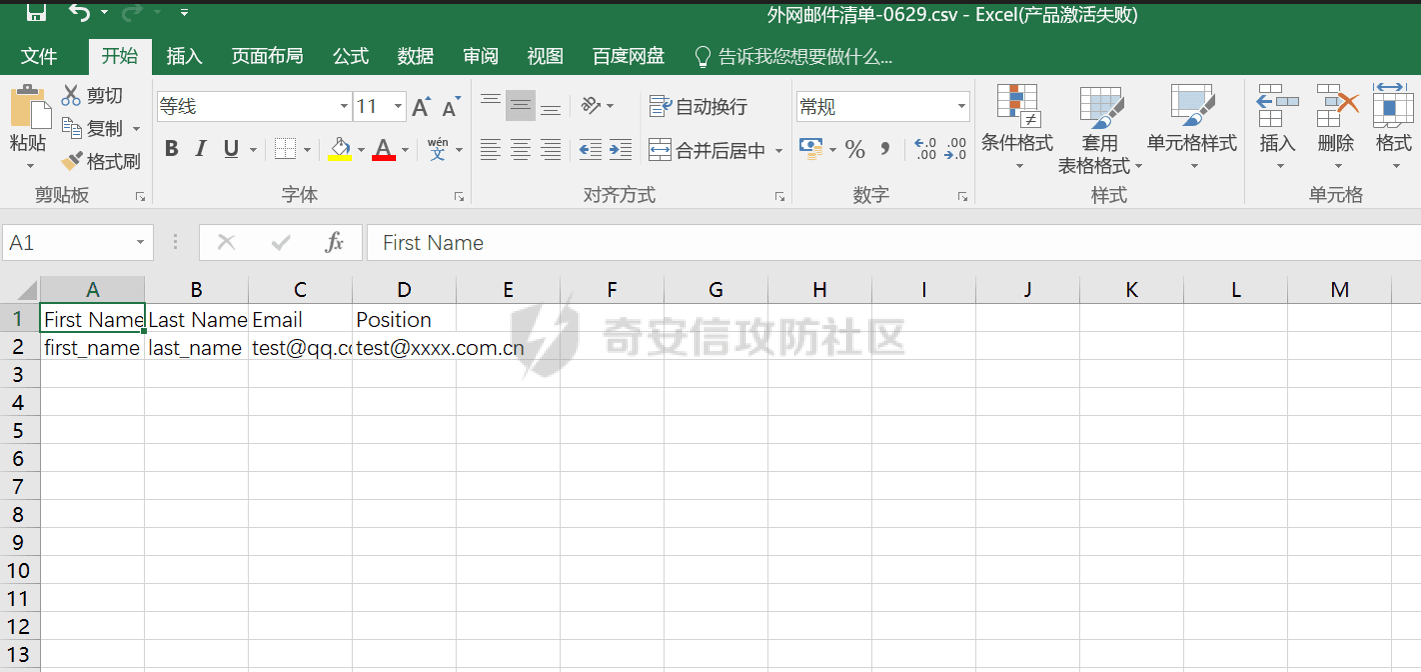 外网邮件清单-0629.csv - Excel(产品激活失败)
文件 开始 插入 页面布局 公式 数据 审阅 视图 百度网盘 告诉我您想要做什么...
粘贴 剪切 复制 格式刷 剪贴板
等线 11 A A
B I U A wén 文 字体
自动换行
合并后居中 对齐方式
常规
% , .0 .00 .00 .0 数字
条件格式 套用 表格格式 单元格样式 样式
插入 删除 格式 单元格
A1 fx First Name
A B C D E F G H I J K L M
1 First Name Last Name Email Position
2 first_name last_name test@qq.cc test@xxxx.com.cn
奇安信攻防社区
3
4
5
6
7
8
9
10
11
12
13